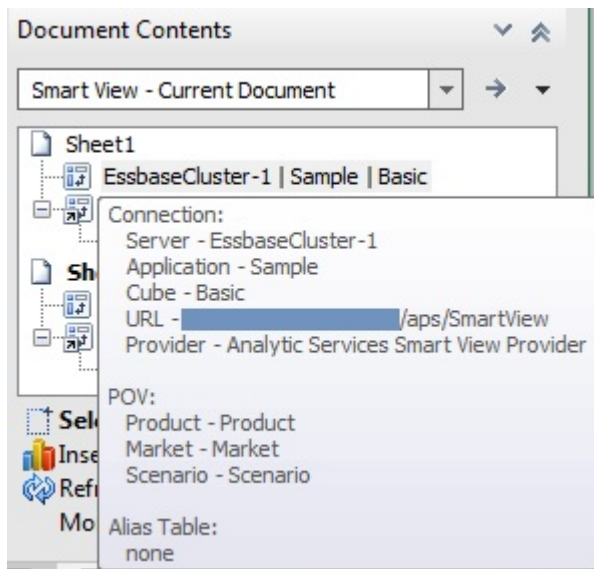 Document Contents
Smart View - Current Document
Sheet1
EssbaseCluster-1 | Sample | Basic
Connection:
Server - EssbaseCluster-1
Application - Sample
Cube - Basic
URL - /aps/SmartView
Provider - Analytic Services Smart View Provider
POV:
Product - Product
Market - Market
Scenario - Scenario
Alias Table:
none